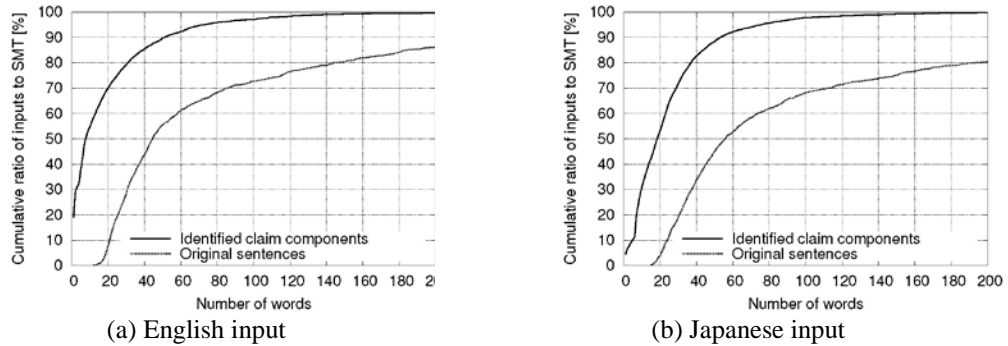 Cumulative ratio of inputs to SMT [%]
100
90
80
70
60
50
40
30
20
10
0
Identified claim components
Original sentences
0 20 40 60 80 100 120 140 160 180 20
Number of words
(a) English input
Cumulative ratio of inputs to SMT [%]
100
90
80
70
60
50
40
30
20
10
0
Identified claim components
Original sentences
0 20 40 60 80 100 120 140 160 180 200
Number of words
(b) Japanese input